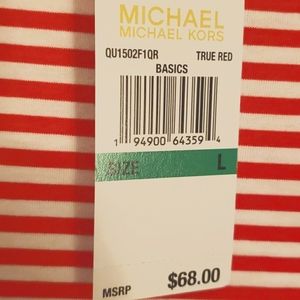 MICHAEL
MICHAEL KORS
QU1502F1QR TRUE RED
BASICS
1 94900 64359 4
SIZE L
MSRP $68.00